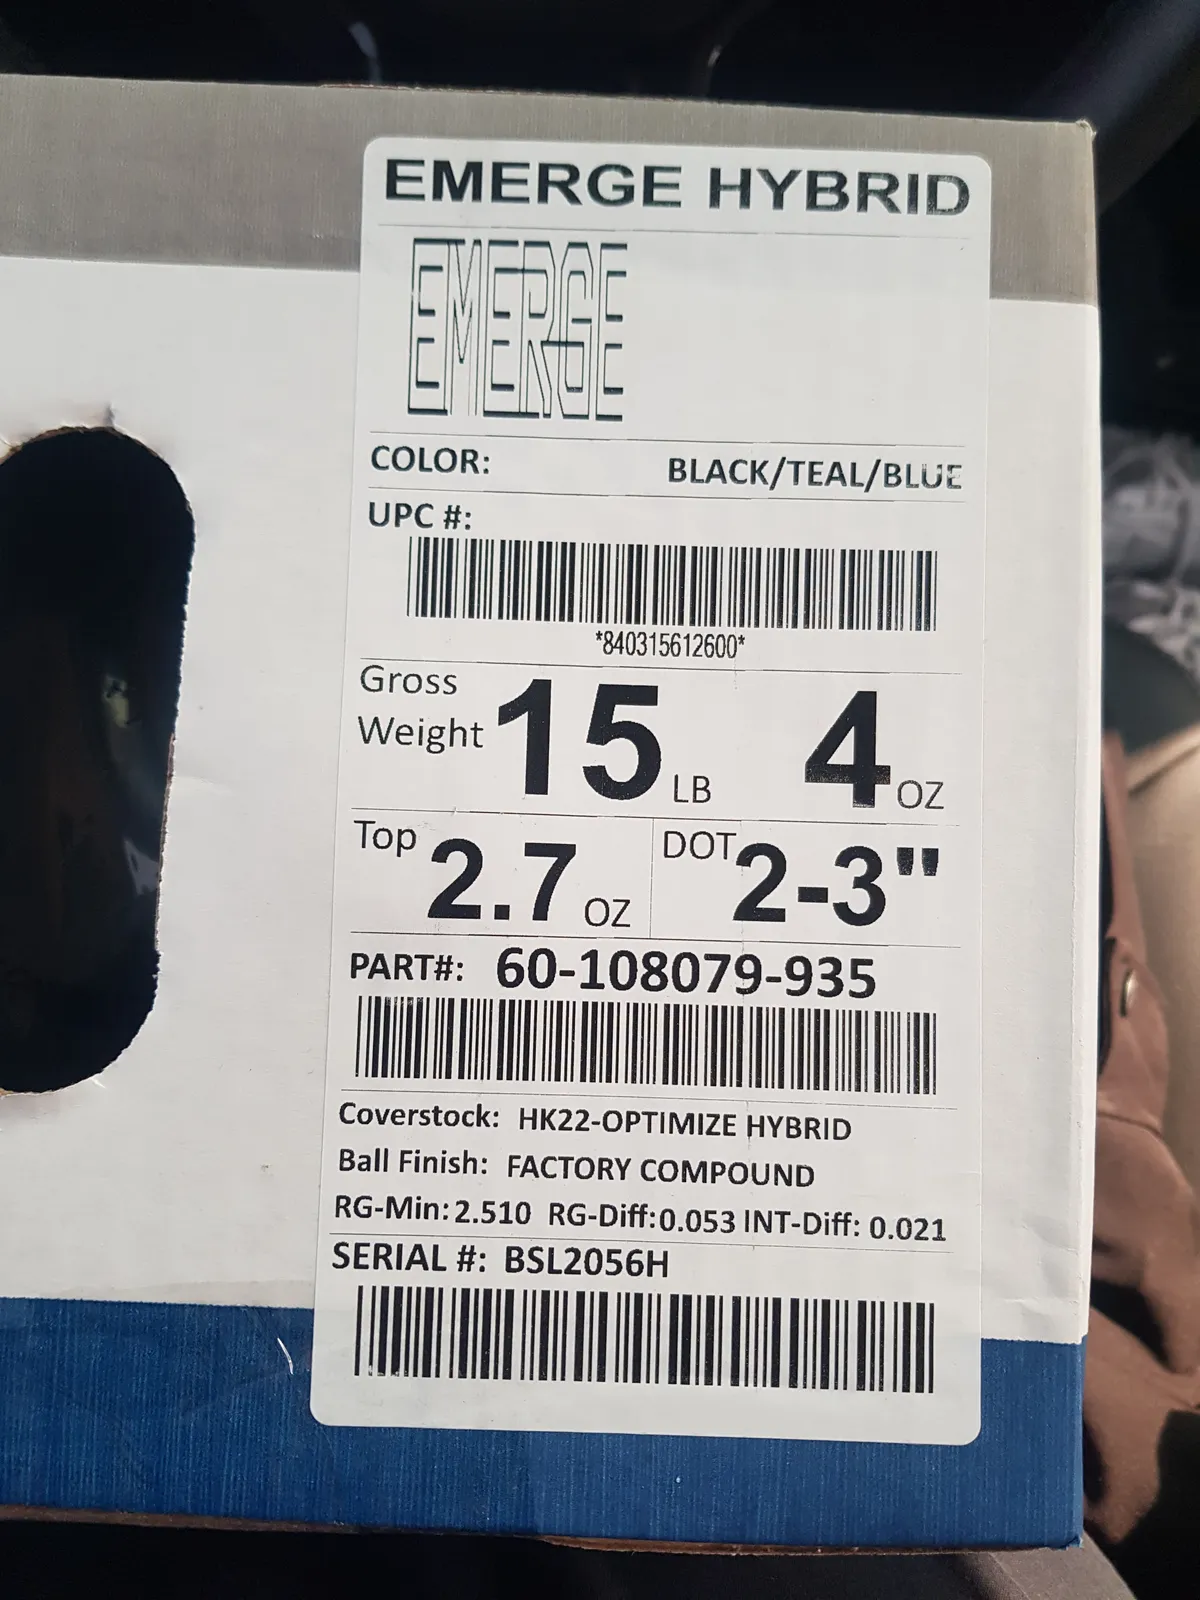 EMERGE HYBRID
EMERGE
COLOR: BLACK/TEAL/BLUE
UPC #:
*840315612600*
Gross Weight 15 LB 4 OZ
Top 2.7 OZ DOT 2-3"
PART#: 60-108079-935
Coverstock: HK22-OPTIMIZE HYBRID
Ball Finish: FACTORY COMPOUND
RG-Min: 2.510 RG-Diff: 0.053 INT-Diff: 0.021
SERIAL #: BSL2056H